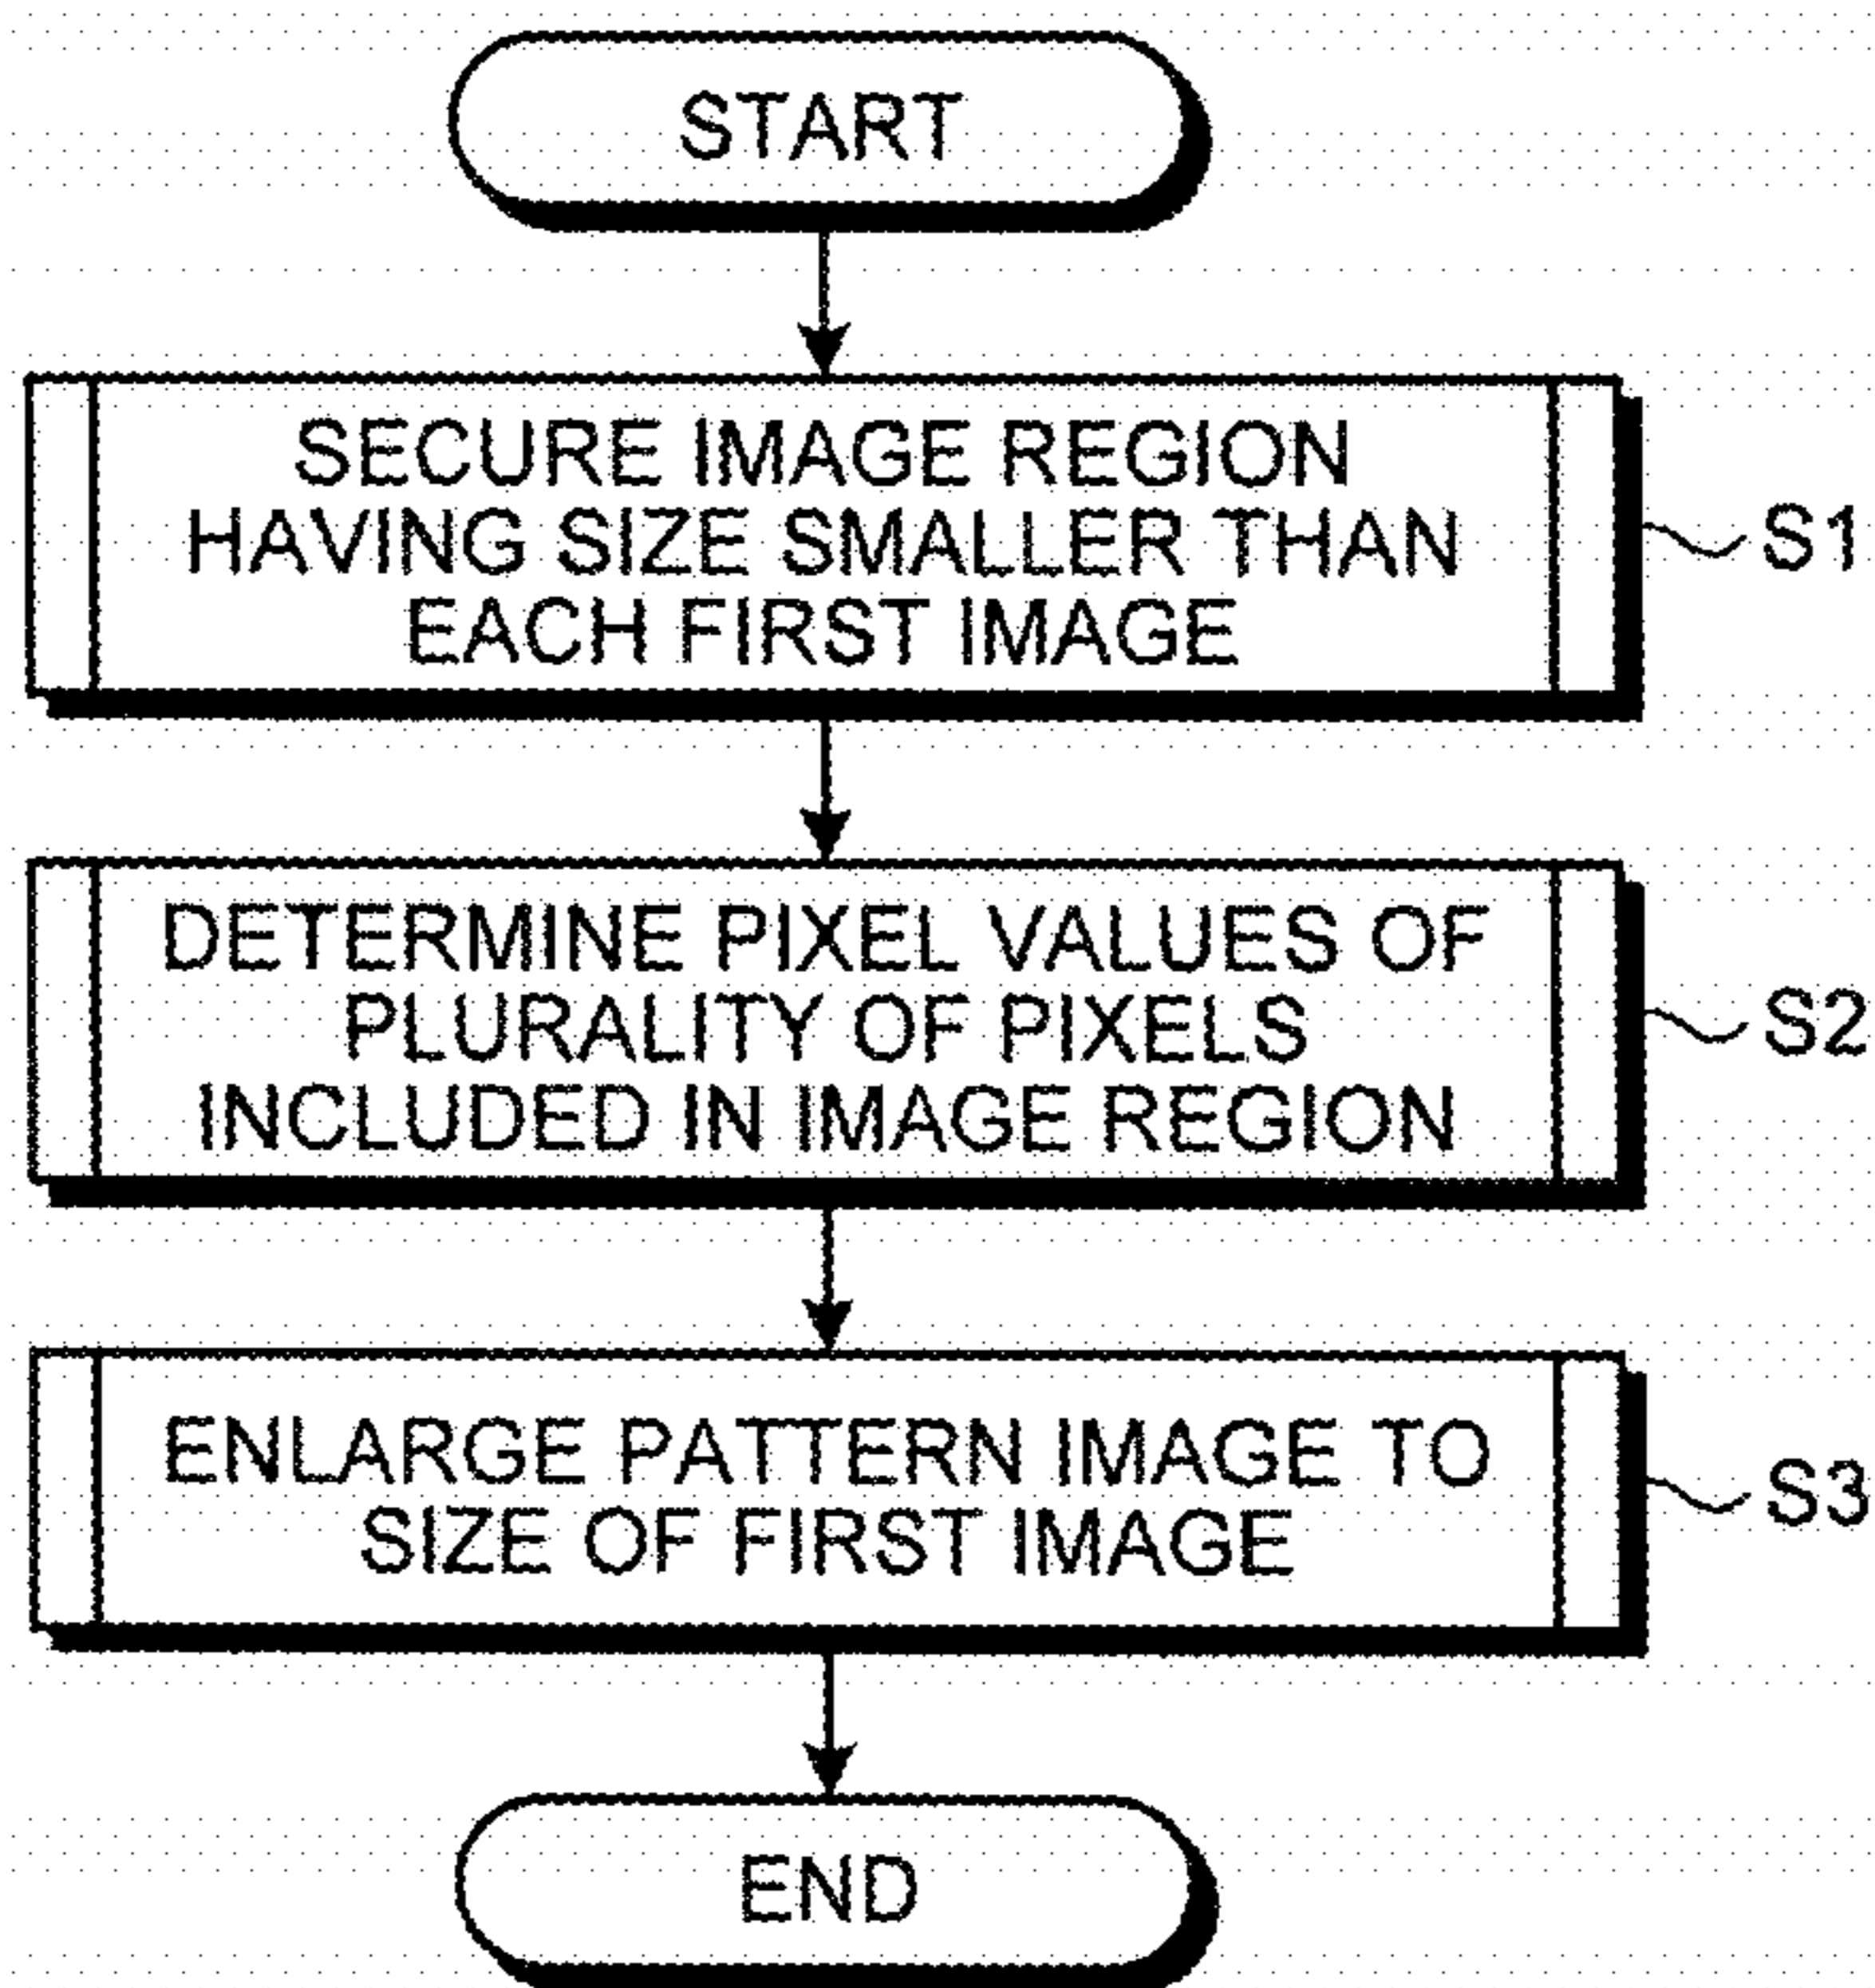 START
SECURE IMAGE REGION
HAVING SIZE SMALLER THAN
EACH FIRST IMAGE
S1
DETERMINE PIXEL VALUES OF
PLURALITY OF PIXELS
INCLUDED IN IMAGE REGION
S2
ENLARGE PATTERN IMAGE TO
SIZE OF FIRST IMAGE
S3
END